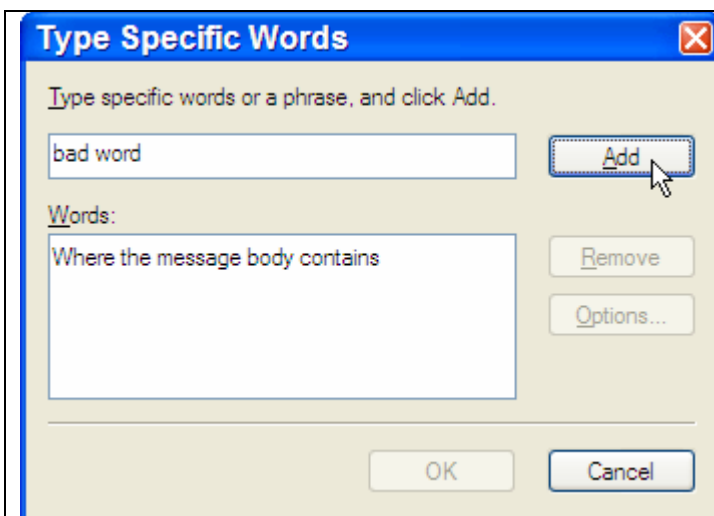 Type Specific Words
Type specific words or a phrase, and click Add.
bad word
Add
Words:
Where the message body contains
Remove
Options...
OK
Cancel